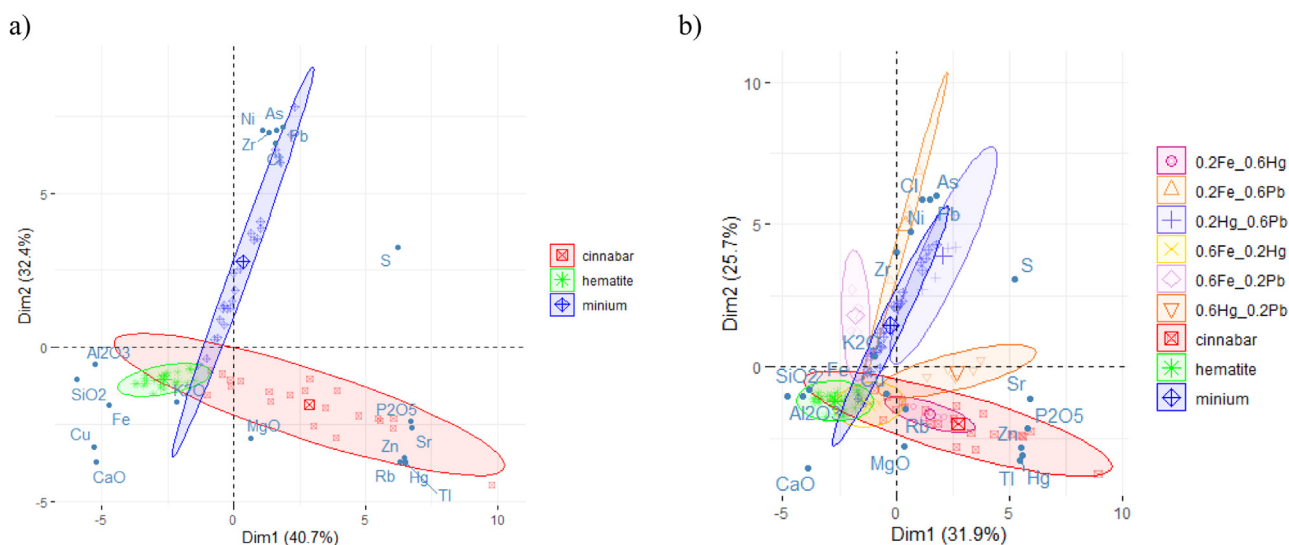 a)
Dim2 (32.4%)
5
0
-5
Ni
As
Zr
Pb
Cl
S
Al2O3
SiO2
Fe
K2O
Cu
CaO
MgO
P2O5
Sr
Zn
Rb
Hg
Tl
-5
0
5
10
Dim1 (40.7%)
cinnabar
hematite
minium
b)
Dim2 (25.7%)
10
5
0
Cl
As
Ni
Pb
Zr
S
K2O
SiO2
Fe
Al2O3
Sr
P2O5
Rb
Zn
MgO
CaO
Tl
Hg
-5
0
5
10
Dim1 (31.9%)
0.2Fe_0.6Hg
0.2Fe_0.6Pb
0.2Hg_0.6Pb
0.6Fe_0.2Hg
0.6Fe_0.2Pb
0.6Hg_0.2Pb
cinnabar
hematite
minium